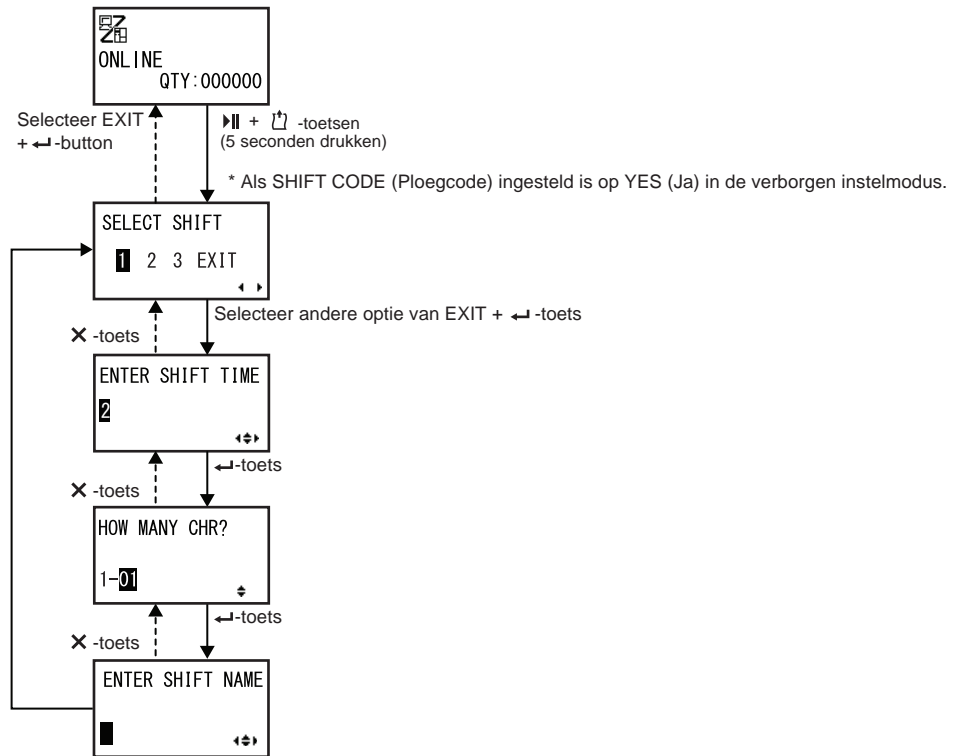 ONLINE
QTY:000000
Selecteer EXIT
+ ↵ -button
+ -toetsen
(5 seconden drukken)
* Als SHIFT CODE (Ploegcode) ingesteld is op YES (Ja) in de verborgen instelmodus.
SELECT SHIFT
1 2 3 EXIT
Selecteer andere optie van EXIT + ↵ -toets
✕ -toets
ENTER SHIFT TIME
2
↵-toets
✕ -toets
HOW MANY CHR?
1-01
↵-toets
✕ -toets
ENTER SHIFT NAME